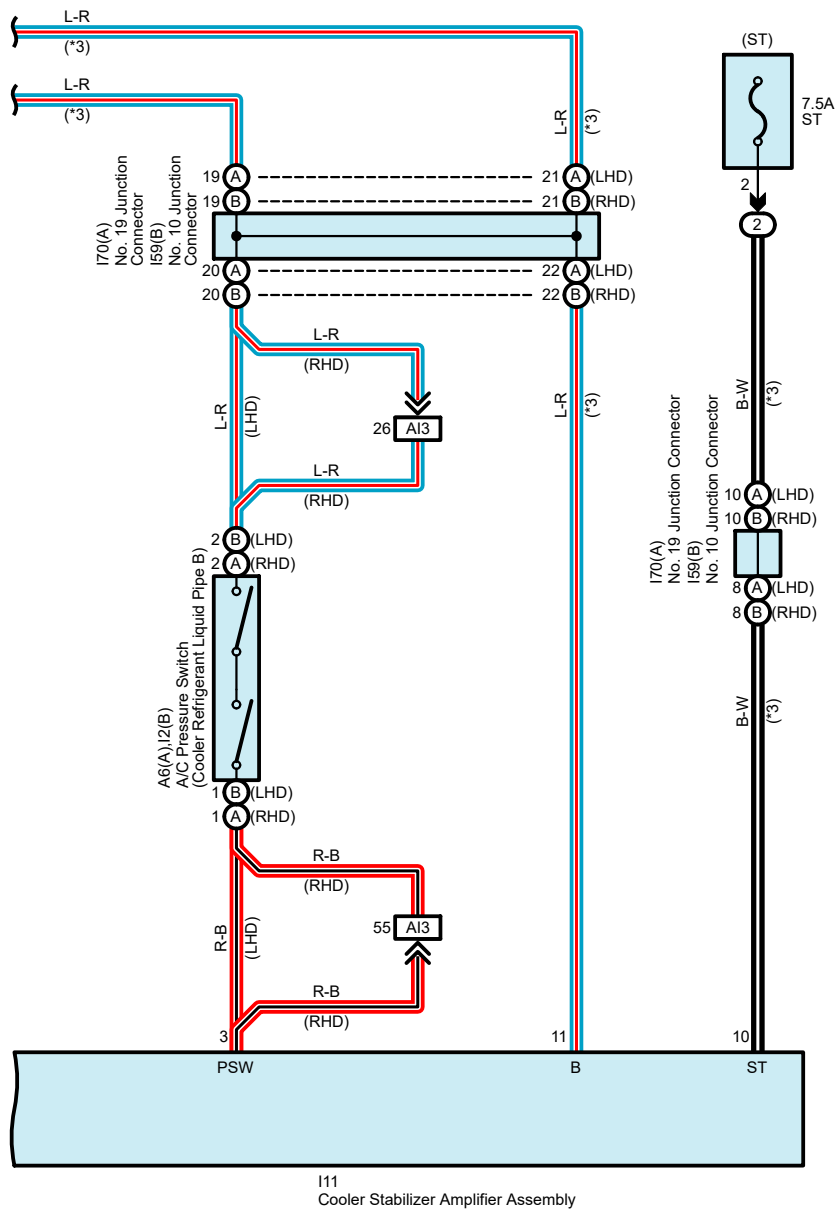 L-R
(*3)
L-R
(*3)
L-R
(*3)
(ST)
7.5A
ST
2
2
19 A
21 A (LHD)
19 B
21 B (RHD)
I70(A)
No. 19 Junction
Connector
I59(B)
No. 10 Junction
Connector
20 A
22 A (LHD)
20 B
22 B (RHD)
L-R
(RHD)
L-R
(LHD)
L-R
(*3)
B-W
(*3)
26 AI3
L-R
(RHD)
I70(A)
No. 19 Junction Connector
I59(B)
No. 10 Junction Connector
10 A (LHD)
10 B (RHD)
8 A (LHD)
8 B (RHD)
2 B (LHD)
2 A (RHD)
A6(A),I2(B)
A/C Pressure Switch
(Cooler Refrigerant Liquid Pipe B)
B-W
(*3)
1 B (LHD)
1 A (RHD)
R-B
(RHD)
R-B
(LHD)
55 AI3
R-B
(RHD)
3
11
10
PSW
B
ST
I11
Cooler Stabilizer Amplifier Assembly